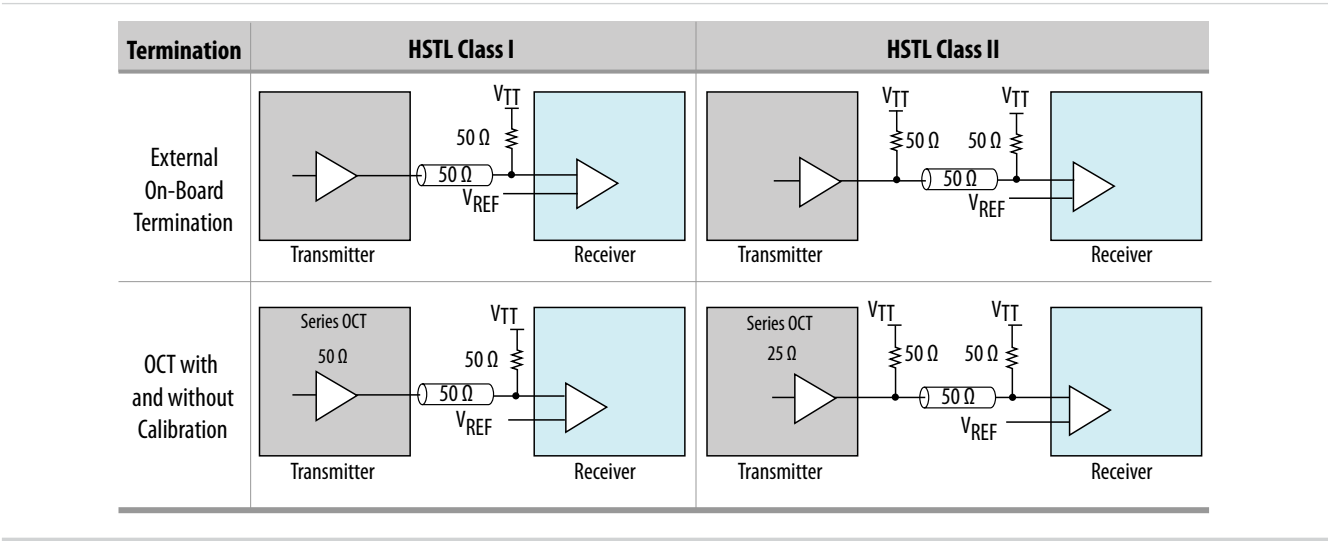 Termination HSTL Class I HSTL Class II
External
On-Board
Termination
VTT
50 Ω
50 Ω
VREF
Transmitter Receiver
VTT VTT
50 Ω 50 Ω
50 Ω
VREF
Transmitter Receiver
OCT with
and without
Calibration
Series OCT
50 Ω
VTT
50 Ω
50 Ω
VREF
Transmitter Receiver
Series OCT
25 Ω
VTT VTT
50 Ω 50 Ω
50 Ω
VREF
Transmitter Receiver